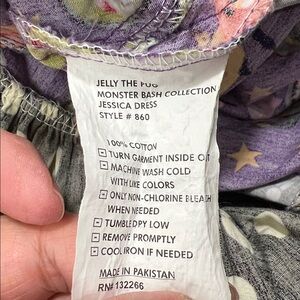 JELLY THE PUG
MONSTER BASH COLLECTION
JESSICA DRESS
STYLE # 860
100% COTTON
TURN GARMENT INSIDE OUT
MACHINE WASH COLD
WITH LIKE COLORS
ONLY NON-CHLORINE BLEACH
WHEN NEEDED
TUMBLE DRY LOW
REMOVE PROMPTLY
COOL IRON IF NEEDED
MADE IN PAKISTAN
RN# 132266